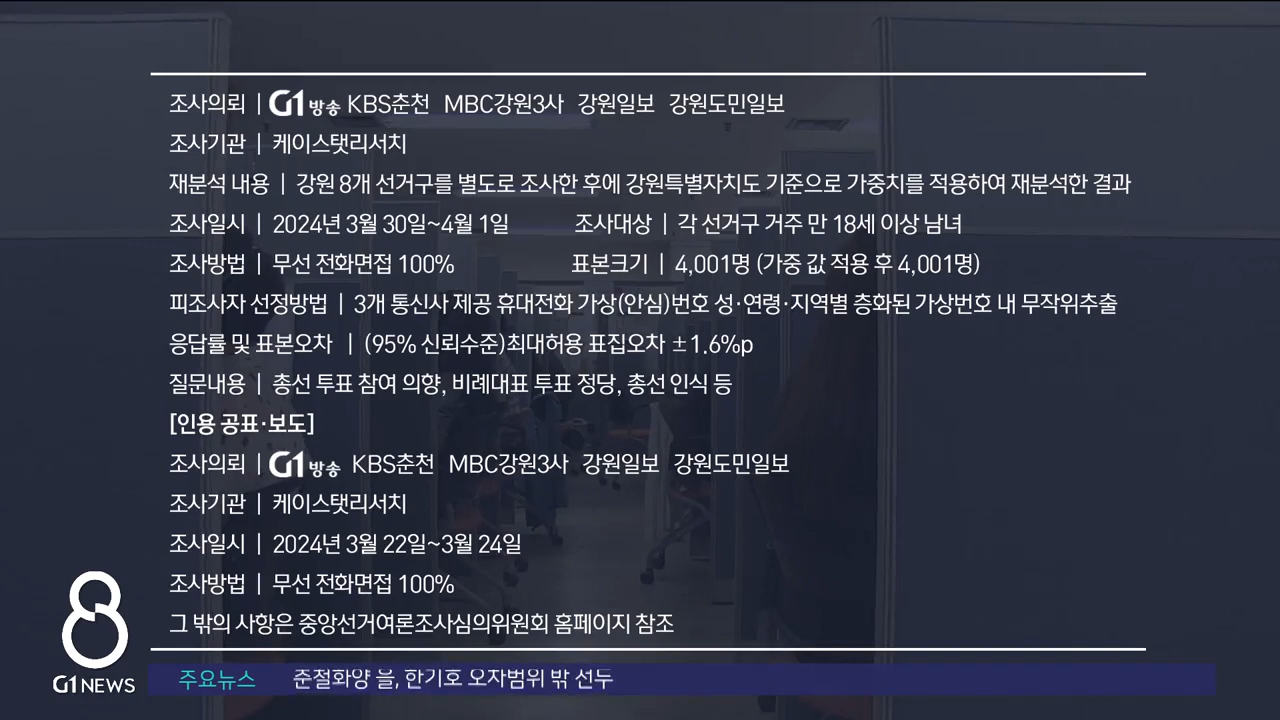 조사의뢰 | G1방송 KBS춘천 MBC강원3사 강원일보 강원도민일보
조사기관 | 케이스탯리서치
재분석 내용 | 강원 8개 선거구를 별도로 조사한 후에 강원특별자치도 기준으로 가중치를 적용하여 재분석한 결과
조사일시 | 2024년 3월 30일~4월 1일 조사대상 | 각 선거구 거주 만 18세 이상 남녀
조사방법 | 무선 전화면접 100% 표본크기 | 4,001명 (가중 값 적용 후 4,001명)
피조사자 선정방법 | 3개 통신사 제공 휴대전화 가상(안심)번호 성·연령·지역별 층화된 가상번호 내 무작위추출
응답률 및 표본오차 | (95% 신뢰수준)최대허용 표집오차 ±1.6%p
질문내용 | 총선 투표 참여 의향, 비례대표 투표 정당, 총선 인식 등
[인용 공표·보도]
조사의뢰 | G1방송 KBS춘천 MBC강원3사 강원일보 강원도민일보
조사기관 | 케이스탯리서치
조사일시 | 2024년 3월 22일~3월 24일
조사방법 | 무선 전화면접 100%
그 밖의 사항은 중앙선거여론조사심의위원회 홈페이지 참조
8
G1 NEWS
주요뉴스 춘철화양 을, 한기호 오차범위 밖 선두